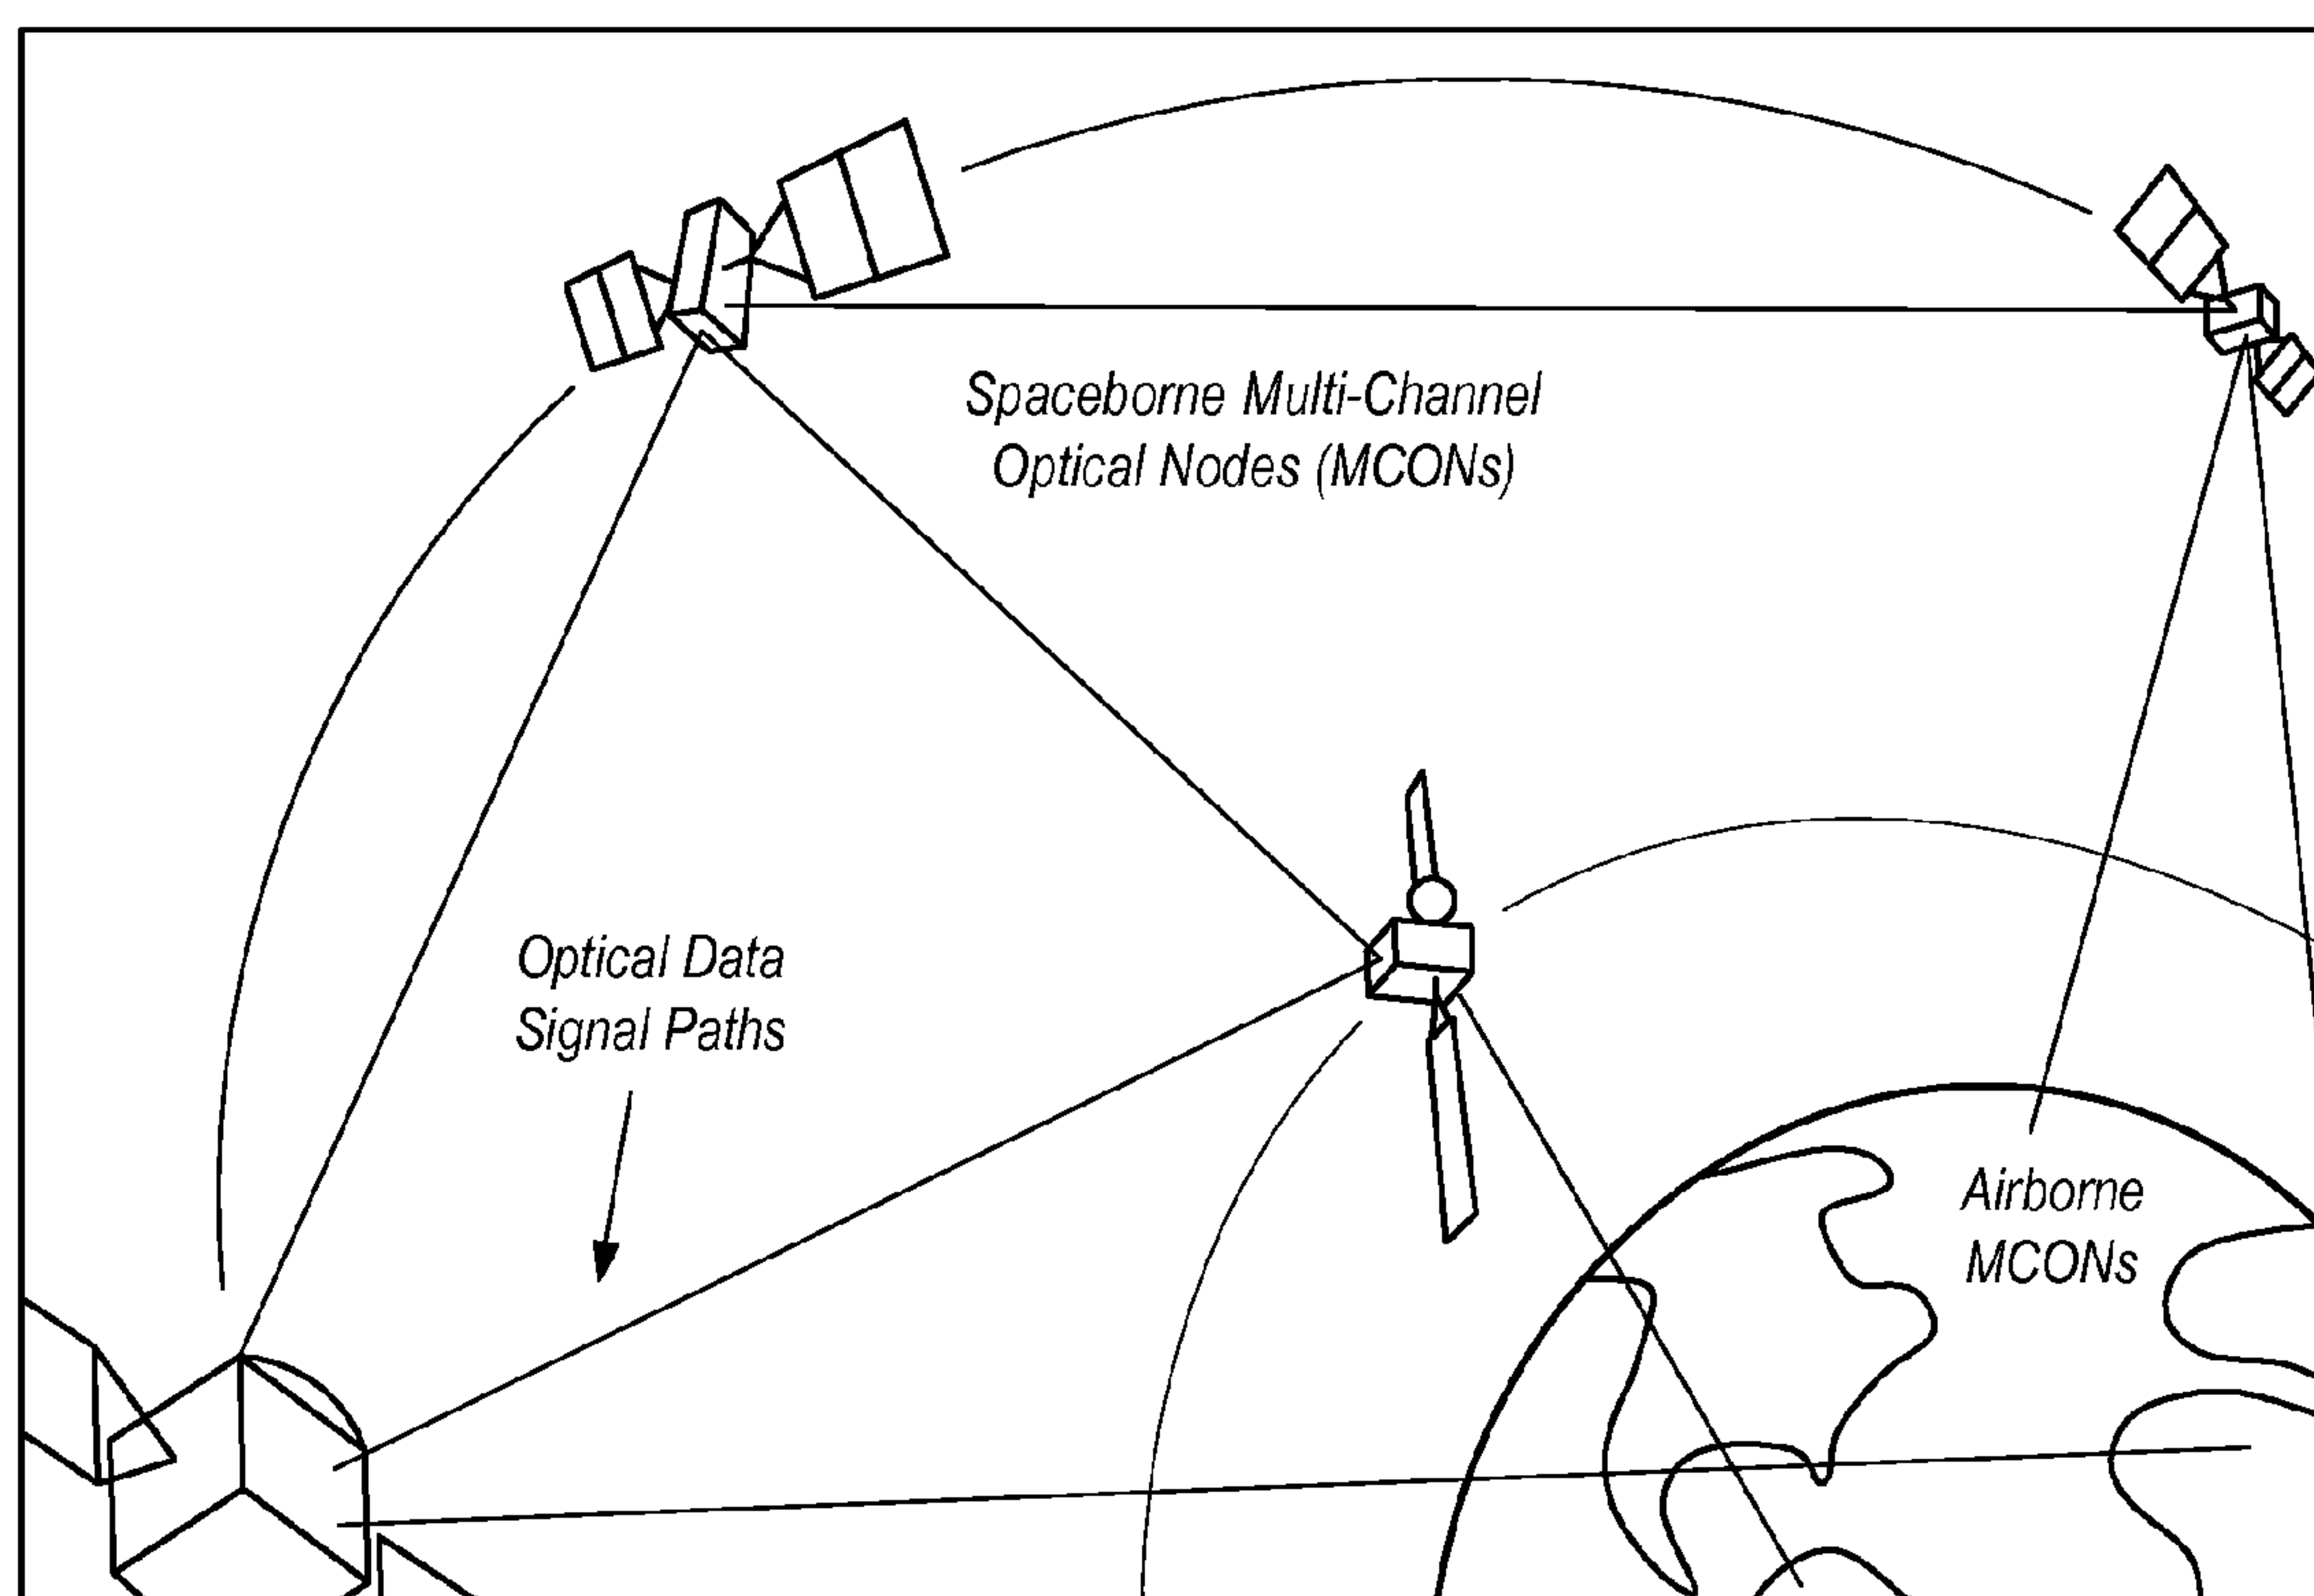 Spaceborne Multi-Channel
Optical Nodes (MCONs)
Optical Data
Signal Paths
Airborne
MCONs